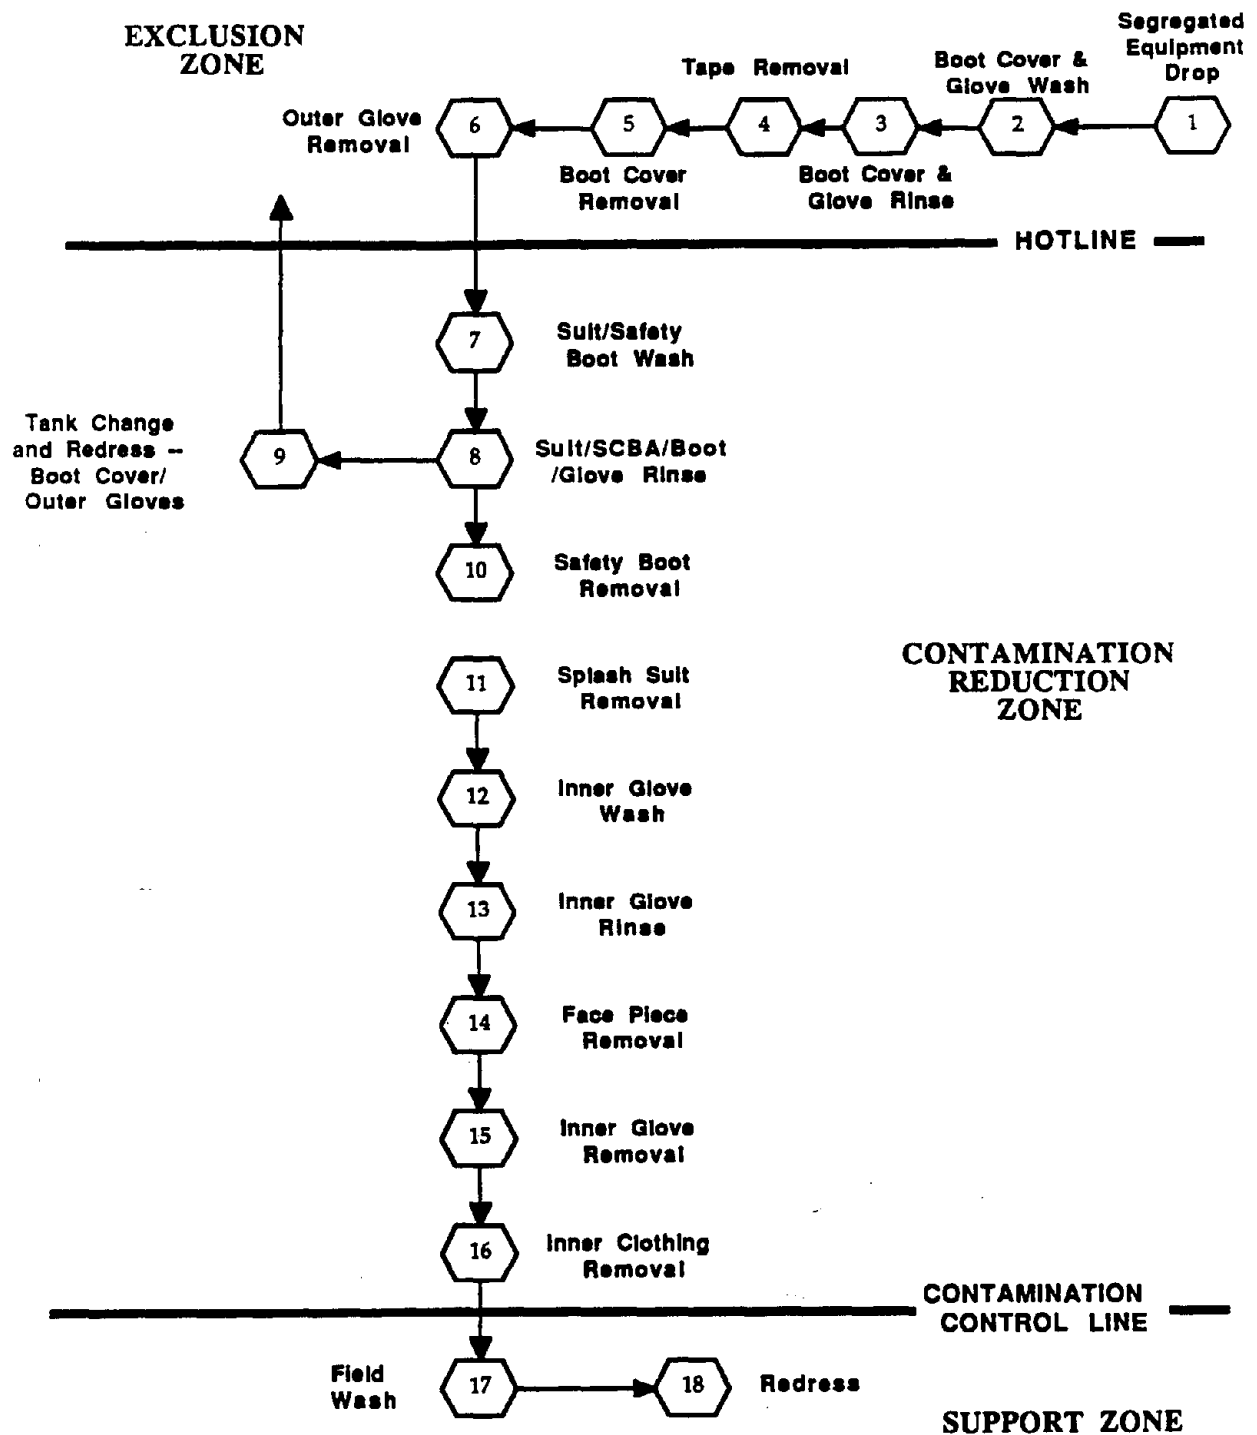 EXCLUSION
ZONE
Segregated
Equipment
Drop
Boot Cover &
Glove Wash
Tape Removal
Outer Glove
Removal
6
5
4
3
2
1
Boot Cover
Removal
Boot Cover &
Glove Rinse
HOTLINE
7
Suit/Safety
Boot Wash
Tank Change
and Redress --
Boot Cover/
Outer Gloves
9
8
Suit/SCBA/Boot
/Glove Rinse
10
Safety Boot
Removal
CONTAMINATION
REDUCTION
ZONE
11
Splash Suit
Removal
12
Inner Glove
Wash
13
Inner Glove
Rinse
14
Face Piece
Removal
15
Inner Glove
Removal
16
Inner Clothing
Removal
CONTAMINATION
CONTROL LINE
Field
Wash
17
18
Redress
SUPPORT ZONE